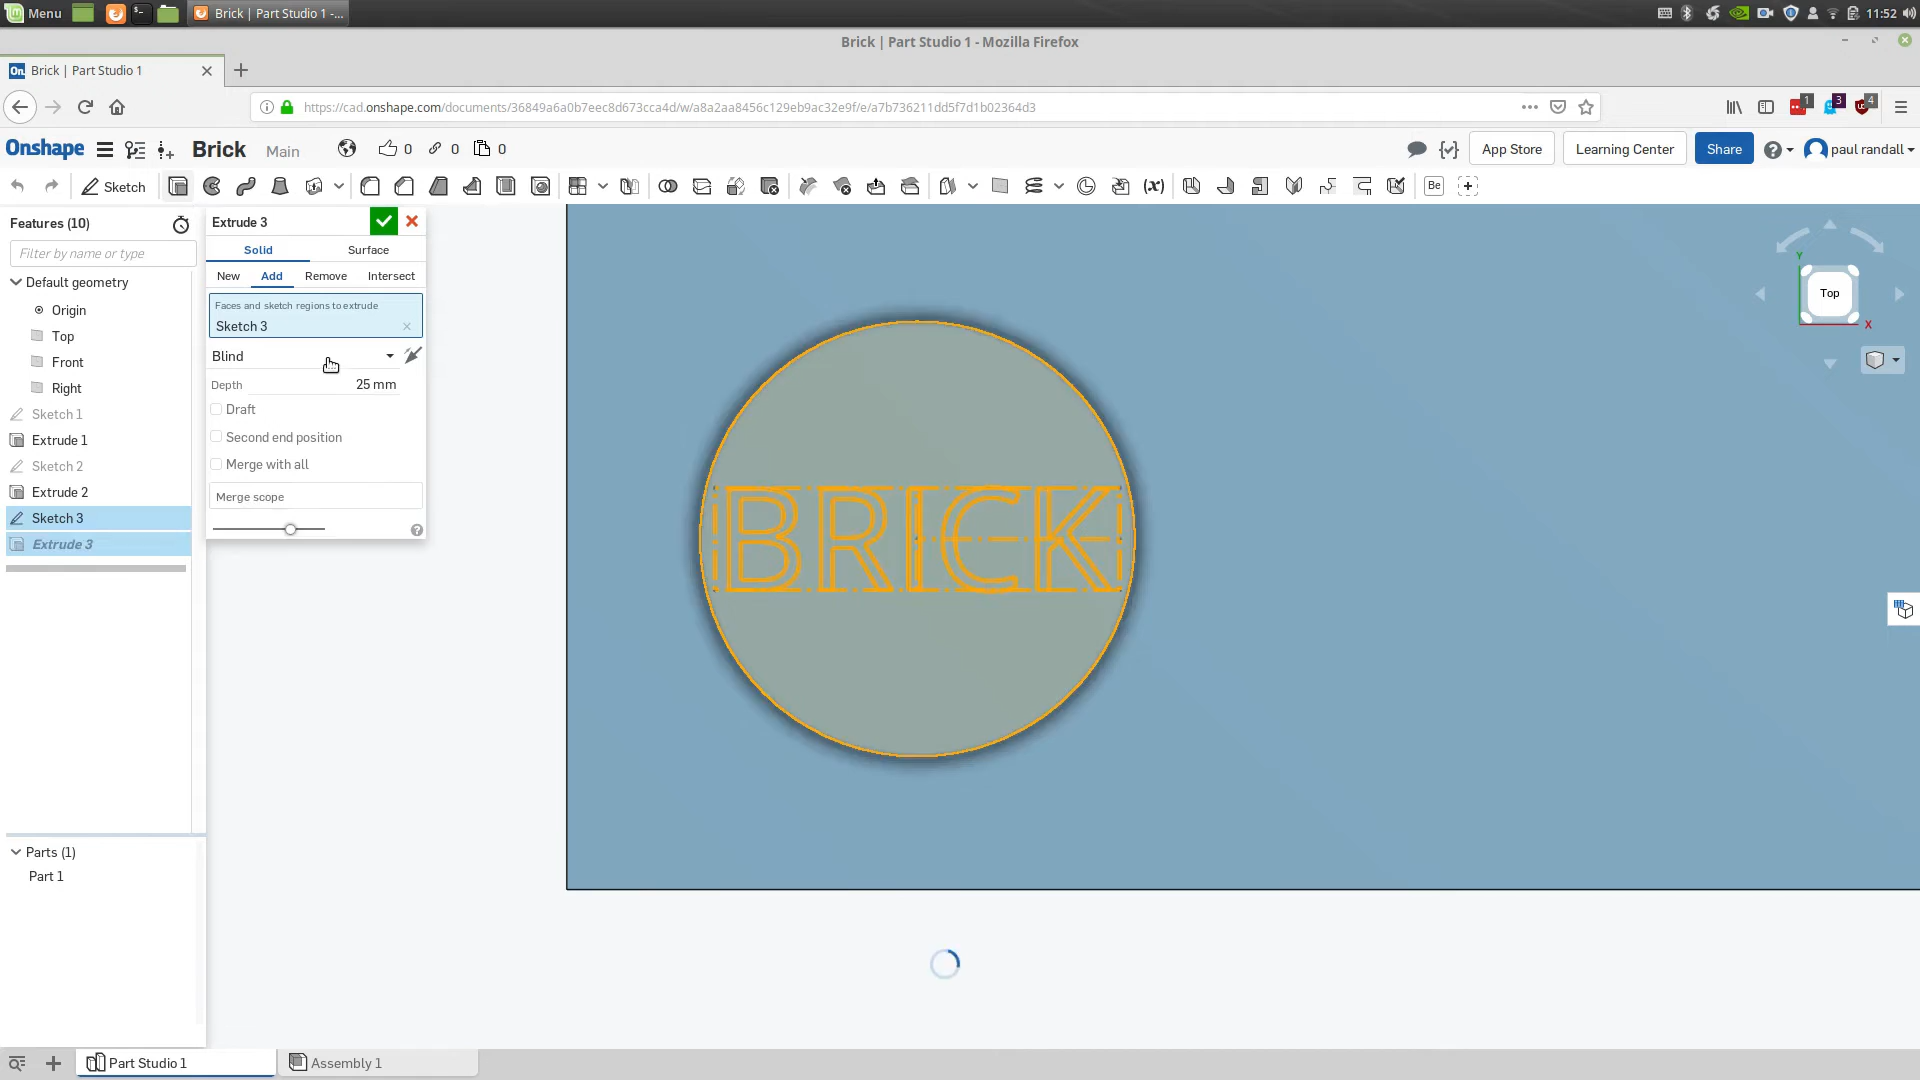 Menu
Brick | Part Studio 1 -...
11:52
Brick | Part Studio 1 - Mozilla Firefox
On Brick | Part Studio 1
https://cad.onshape.com/documents/36849a6a0b7eec8d673cca4d/w/a8a2aa8456c129eb9ac32e9f/e/a7b736211dd5f7d1b02364d3
1 3 4
Onshape Brick Main 0 0 0 App Store Learning Center Share paul randall
Sketch (x) Be
Features (10)
Filter by name or type
Default geometry
Origin
Top
Front
Right
Sketch 1
Extrude 1
Sketch 2
Extrude 2
Sketch 3
Extrude 3
Parts (1)
Part 1
Extrude 3
Solid Surface
New Add Remove Intersect
Faces and sketch regions to extrude
Sketch 3
Blind
Depth 25 mm
Draft
Second end position
Merge with all
Merge scope
BRICK
Y
Top
X
Part Studio 1 Assembly 1